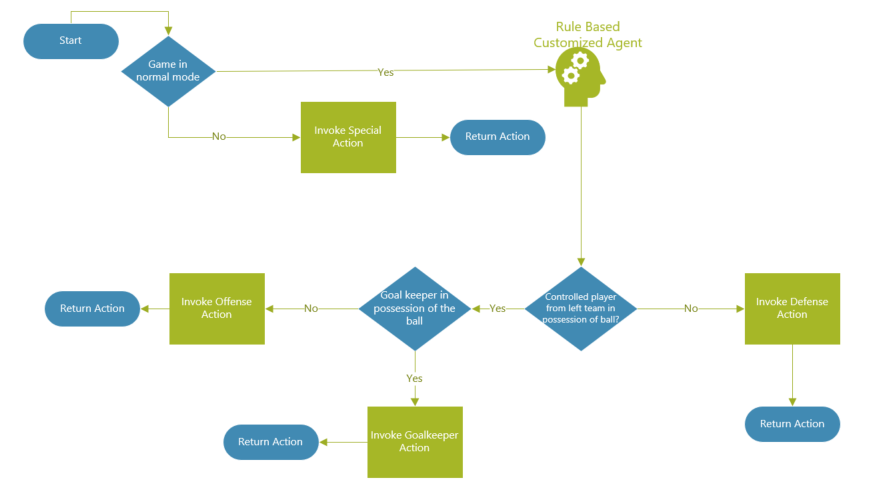 Rule Based
Customized Agent
Start
Game in
normal mode
Yes
No
Invoke Special
Action
Return Action
Controlled player
from left team in
possession of ball?
Yes
No
Goal keeper in
possession of the
ball
No
Yes
Invoke Offense
Action
Return Action
Invoke Defense
Action
Return Action
Invoke Goalkeeper
Action
Return Action